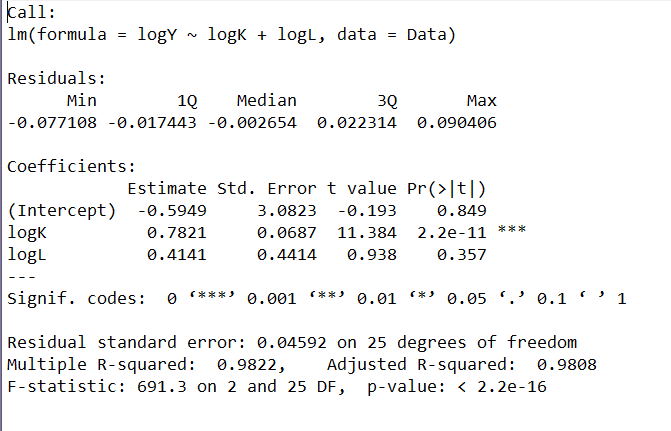 Call:
lm(formula = logY ~ logK + logL, data = Data)
Residuals:
      Min        1Q    Median        3Q       Max
-0.077108 -0.017443 -0.002654  0.022314  0.090406
Coefficients:
            Estimate Std. Error t value Pr(>|t|)
(Intercept)  -0.5949     3.0823  -0.193    0.849
logK          0.7821     0.0687  11.384  2.2e-11 ***
logL          0.4141     0.4414   0.938    0.357
---
Signif. codes:  0 ‘***’ 0.001 ‘**’ 0.01 ‘*’ 0.05 ‘.’ 0.1 ‘ ’ 1
Residual standard error: 0.04592 on 25 degrees of freedom
Multiple R-squared:  0.9822,    Adjusted R-squared:  0.9808
F-statistic: 691.3 on 2 and 25 DF,  p-value: < 2.2e-16